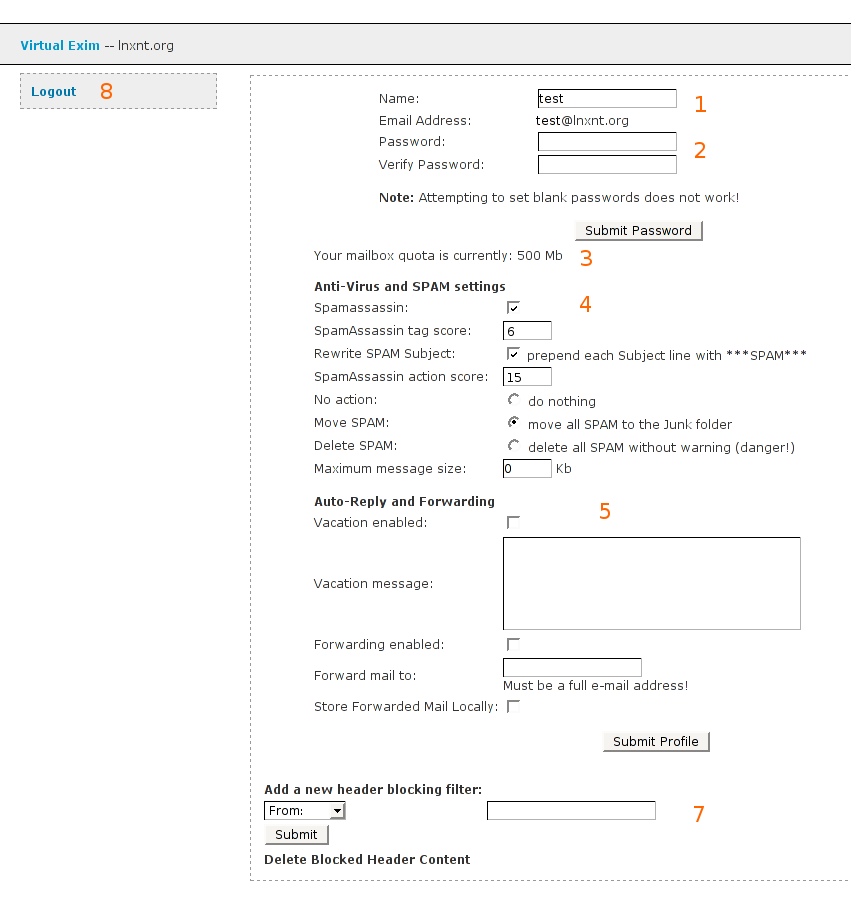 Virtual Exim -- lnxnt.org
Logout 8
Name: test 1
Email Address: test@lnxnt.org
Password: 2
Verify Password:
Note: Attempting to set blank passwords does not work!
Submit Password
Your mailbox quota is currently: 500 Mb 3
Anti-Virus and SPAM settings
Spamassassin: 4
SpamAssassin tag score: 6
Rewrite SPAM Subject: prepend each Subject line with ***SPAM***
SpamAssassin action score: 15
No action: do nothing
Move SPAM: move all SPAM to the Junk folder
Delete SPAM: delete all SPAM without warning (danger!)
Maximum message size: 0 Kb
Auto-Reply and Forwarding 5
Vacation enabled:
Vacation message:
Forwarding enabled:
Forward mail to:
Must be a full e-mail address!
Store Forwarded Mail Locally:
Submit Profile
Add a new header blocking filter:
From: 7
Submit
Delete Blocked Header Content